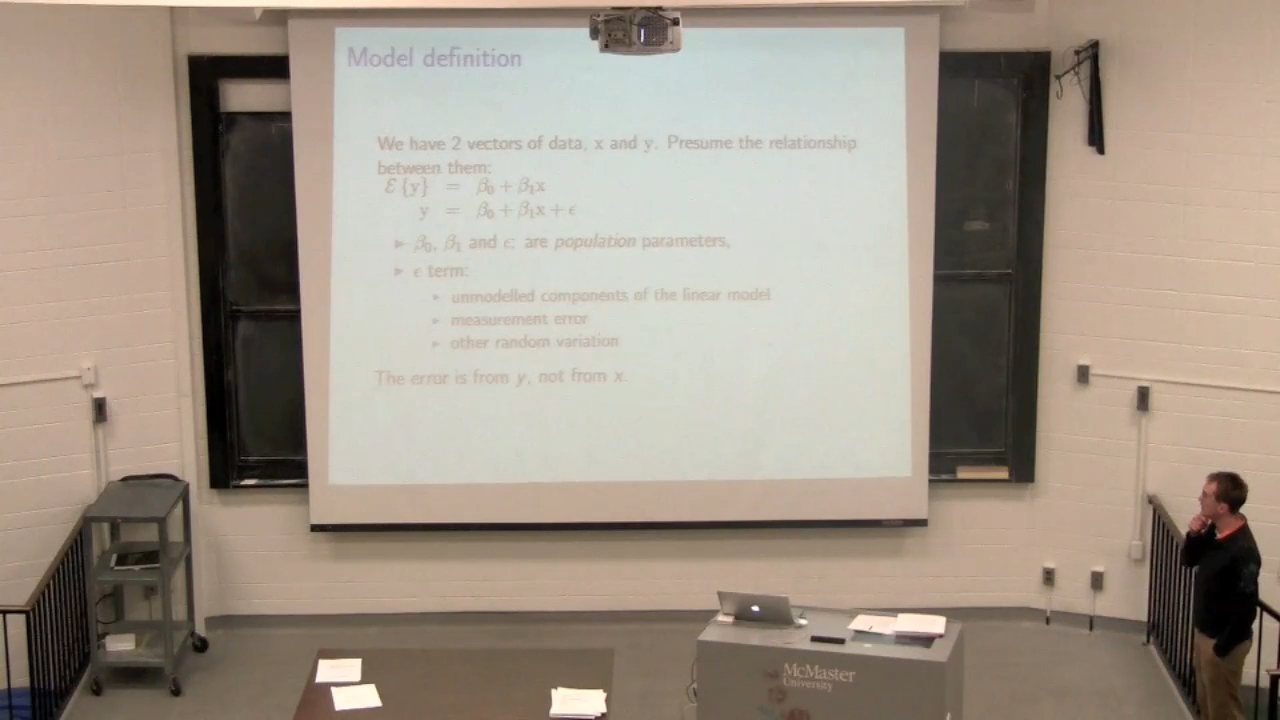 Model definition
We have 2 vectors of data, x and y. Presume the relationship
between them:
ℰ {y} = β₀ + β₁x
y = β₀ + β₁x + ϵ
▸ β₀, β₁ and ϵᵢ are population parameters,
▸ ϵ term:
▸ unmodelled components of the linear model
▸ measurement error
▸ other random variation
The error is from y, not from x.
McMaster
University